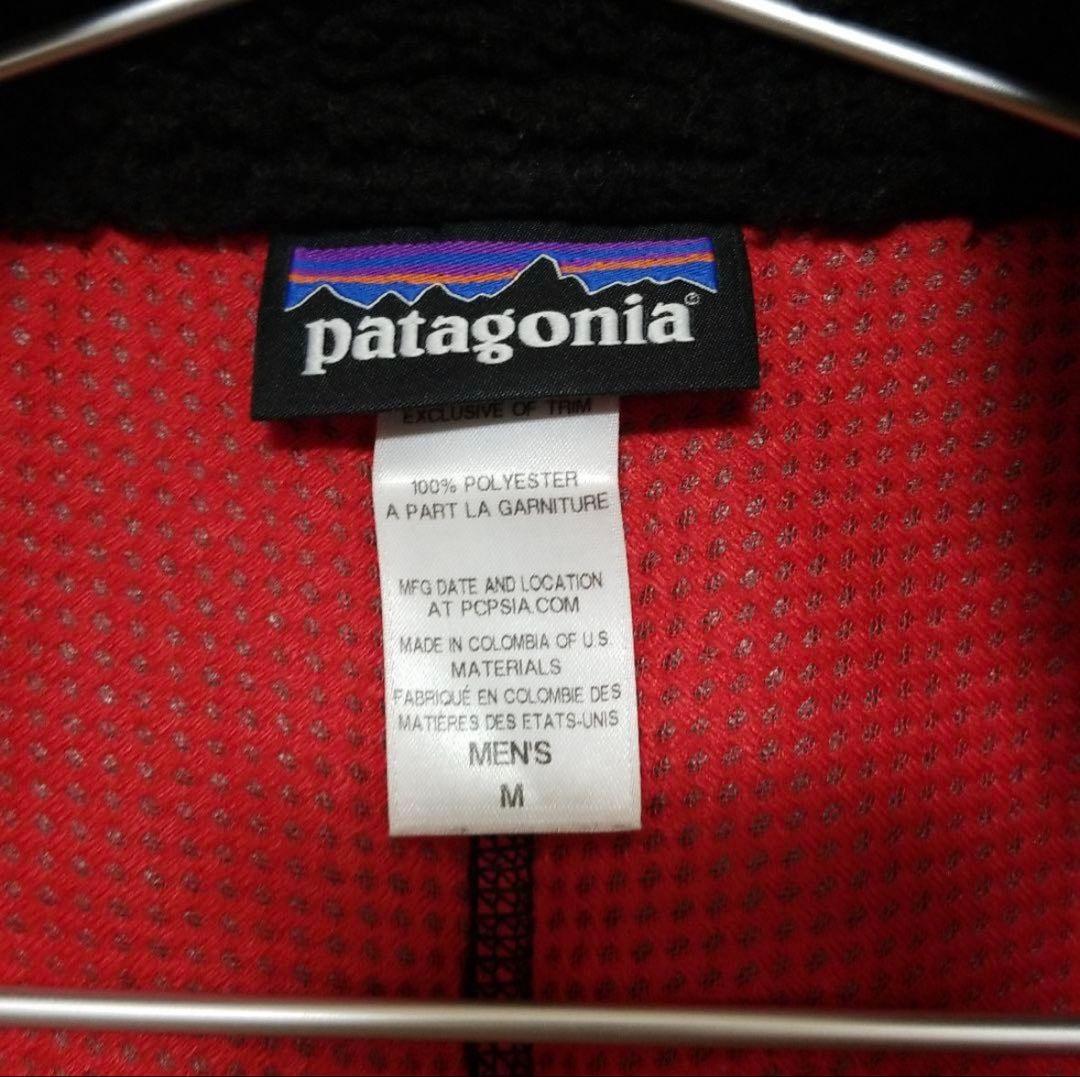 patagonia®
EXCLUSIVE OF TRIM
100% POLYESTER
A PART LA GARNITURE
MFG DATE AND LOCATION
AT PCPSIA.COM
MADE IN COLOMBIA OF U.S.
MATERIALS
FABRIQUÉ EN COLOMBIE DES
MATIÈRES DES ETATS-UNIS
MEN'S
M